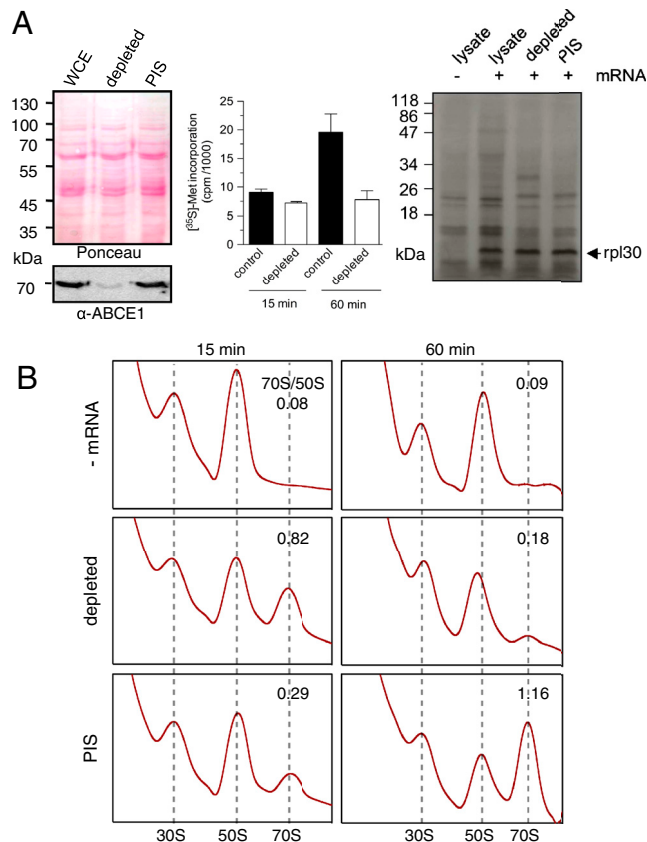 A
WCE
depleted
PIS
130
100
70
55
45
35
kDa
Ponceau
70
α-ABCE1
[³⁵S]-Met incorporation
(cpm /1000)
25
20
15
10
5
0
control
depleted
control
depleted
15 min
60 min
lysate
lysate
depleted
PIS
- + + + mRNA
118
86
47
34
26
18
kDa
rpl30
B
15 min
60 min
- mRNA
70S/50S
0.08
0.09
depleted
0.82
0.18
PIS
0.29
1.16
30S 50S 70S
30S 50S 70S